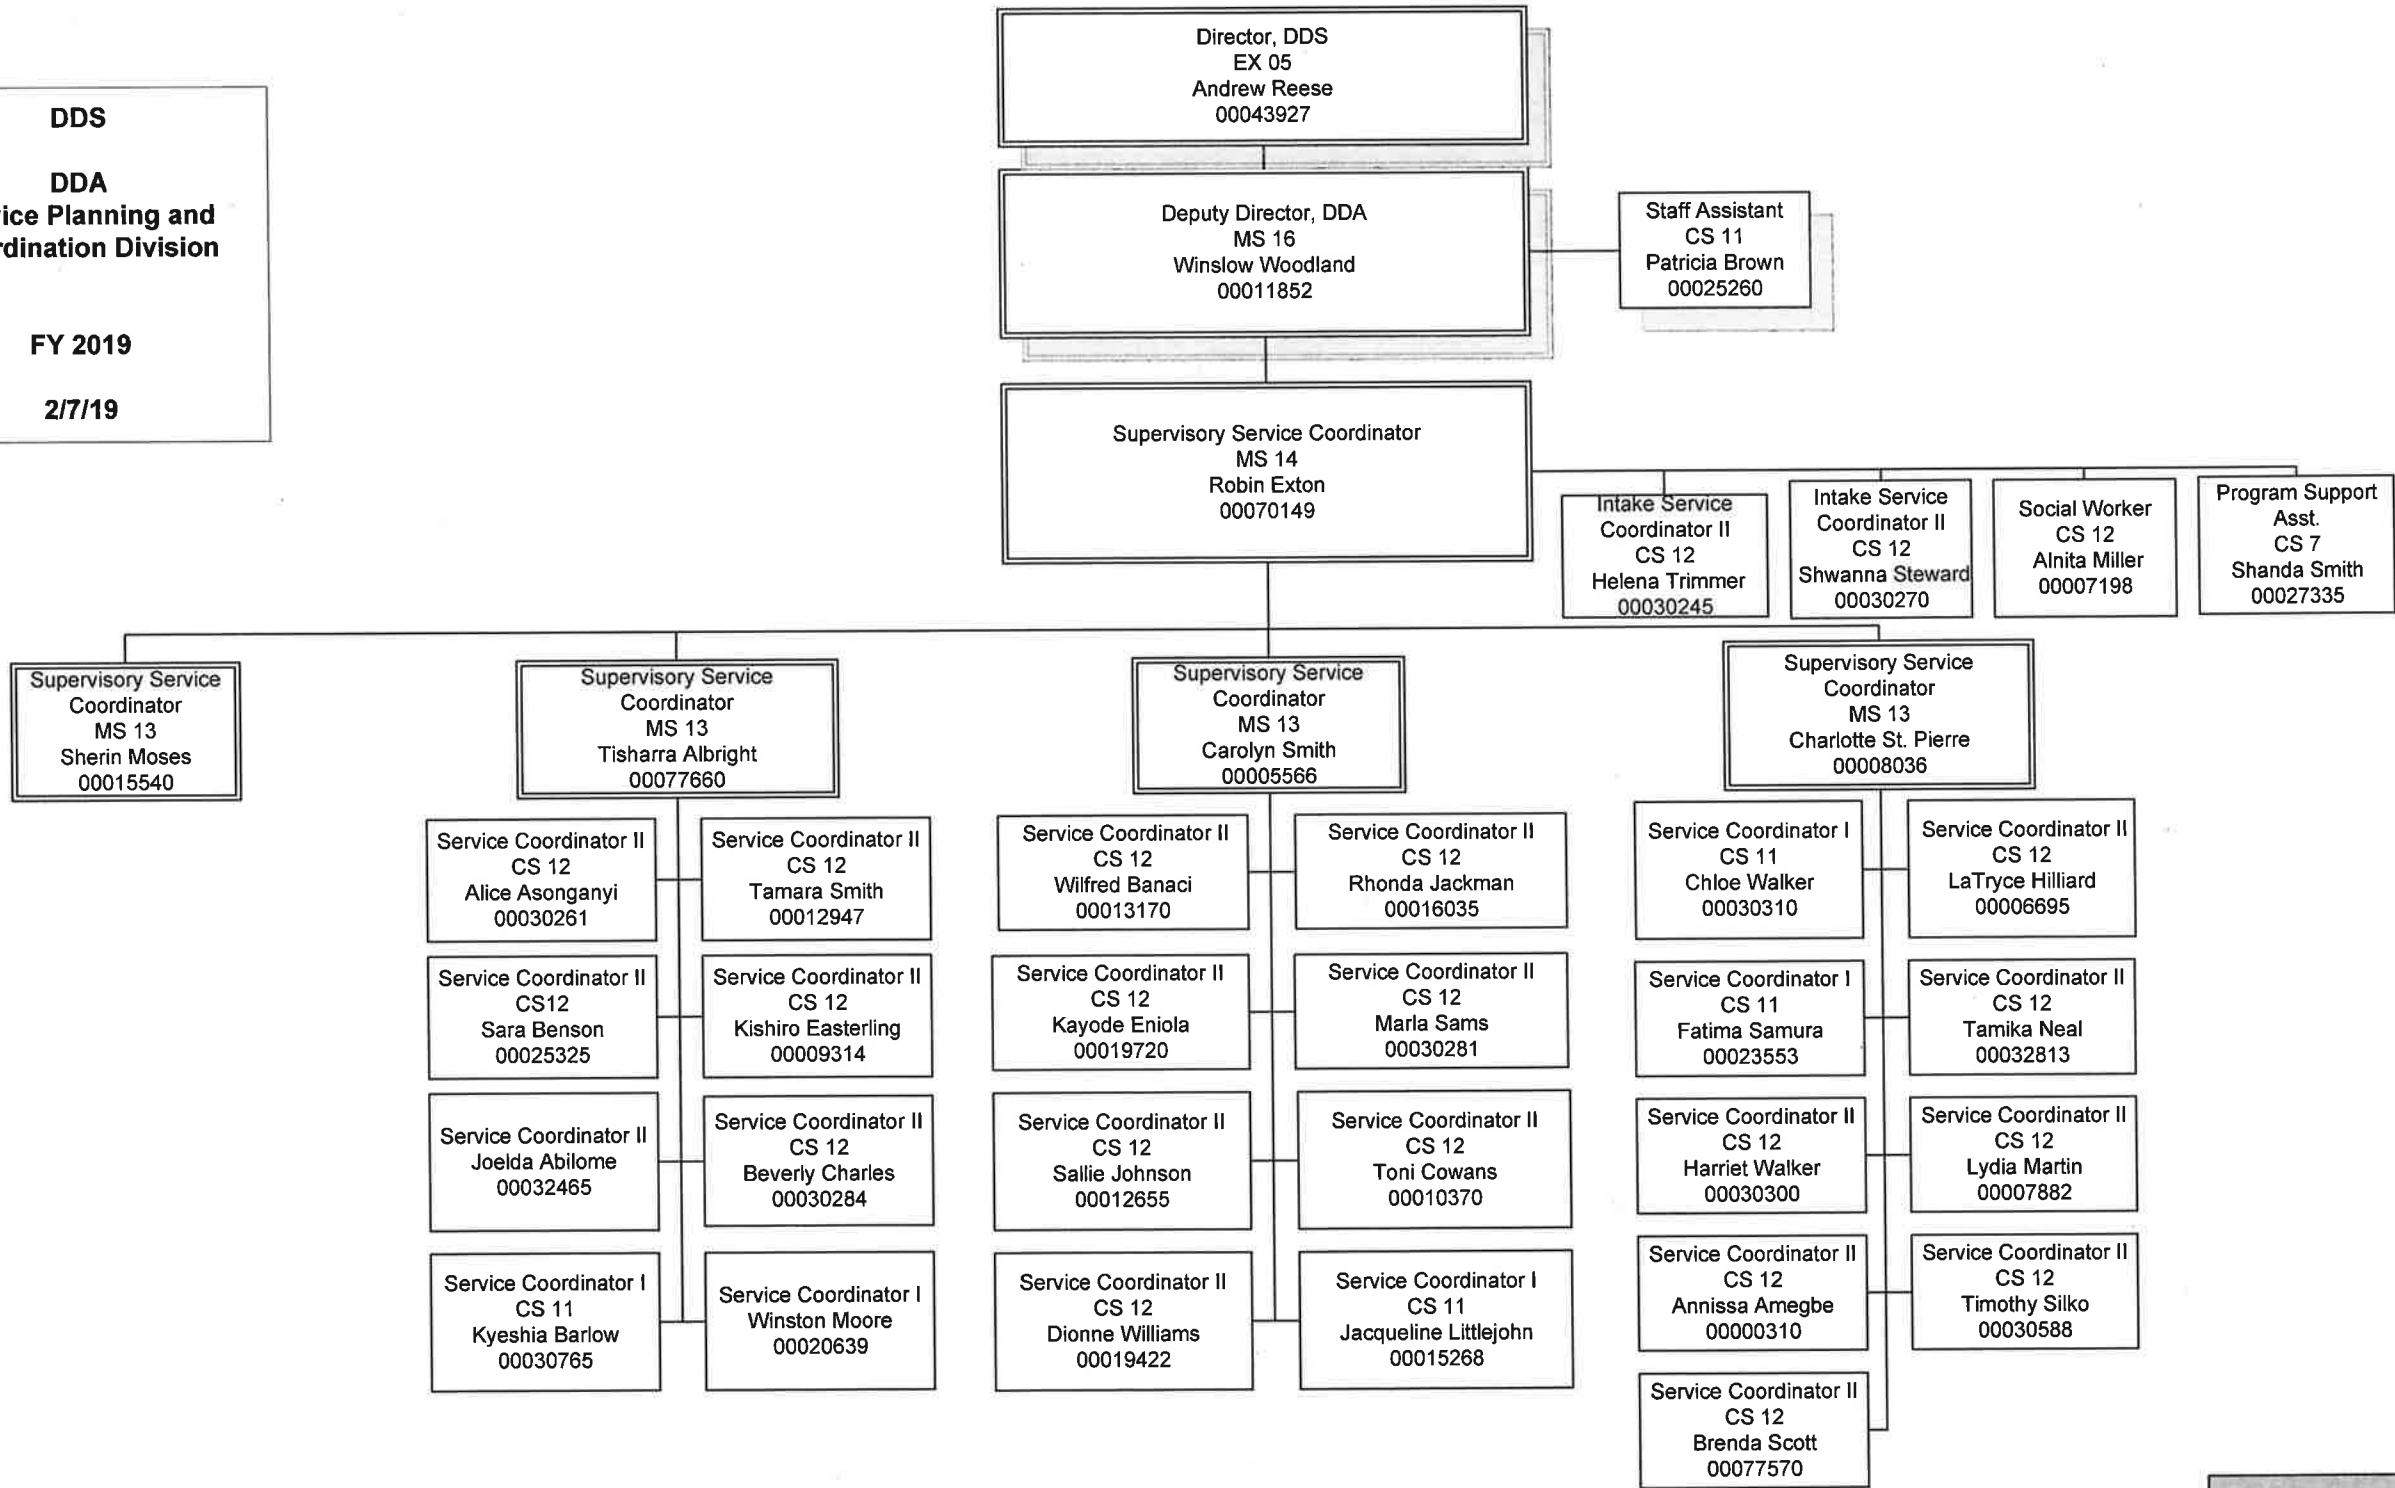 DDS
DDA
ice Planning and
rdination Division
FY 2019
2/7/19
Director, DDS
EX 05
Andrew Reese
00043927
Deputy Director, DDA
MS 16
Winslow Woodland
00011852
Staff Assistant
CS 11
Patricia Brown
00025260
Supervisory Service Coordinator
MS 14
Robin Exton
00070149
Intake Service
Coordinator II
CS 12
Helena Trimmer
00030245
Intake Service
Coordinator II
CS 12
Shwanna Steward
00030270
Social Worker
CS 12
Alnita Miller
00007198
Program Support
Asst.
CS 7
Shanda Smith
00027335
Supervisory Service
Coordinator
MS 13
Sherin Moses
00015540
Supervisory Service
Coordinator
MS 13
Tisharra Albright
00077660
Supervisory Service
Coordinator
MS 13
Carolyn Smith
00005566
Supervisory Service
Coordinator
MS 13
Charlotte St. Pierre
00008036
Service Coordinator II
CS 12
Alice Asonganyi
00030261
Service Coordinator II
CS 12
Tamara Smith
00012947
Service Coordinator II
CS12
Sara Benson
00025325
Service Coordinator II
CS 12
Kishiro Easterling
00009314
Service Coordinator II
Joelda Abilome
00032465
Service Coordinator II
CS 12
Beverly Charles
00030284
Service Coordinator I
CS 11
Kyeshia Barlow
00030765
Service Coordinator I
Winston Moore
00020639
Service Coordinator II
CS 12
Wilfred Banaci
00013170
Service Coordinator II
CS 12
Rhonda Jackman
00016035
Service Coordinator II
CS 12
Kayode Eniola
00019720
Service Coordinator II
CS 12
Marla Sams
00030281
Service Coordinator II
CS 12
Sallie Johnson
00012655
Service Coordinator II
CS 12
Toni Cowans
00010370
Service Coordinator II
CS 12
Dionne Williams
00019422
Service Coordinator I
CS 11
Jacqueline Littlejohn
00015268
Service Coordinator I
CS 11
Chloe Walker
00030310
Service Coordinator II
CS 12
LaTryce Hilliard
00006695
Service Coordinator I
CS 11
Fatima Samura
00023553
Service Coordinator II
CS 12
Tamika Neal
00032813
Service Coordinator II
CS 12
Harriet Walker
00030300
Service Coordinator II
CS 12
Lydia Martin
00007882
Service Coordinator II
CS 12
Annissa Amegbe
00000310
Service Coordinator II
CS 12
Timothy Silko
00030588
Service Coordinator II
CS 12
Brenda Scott
00077570